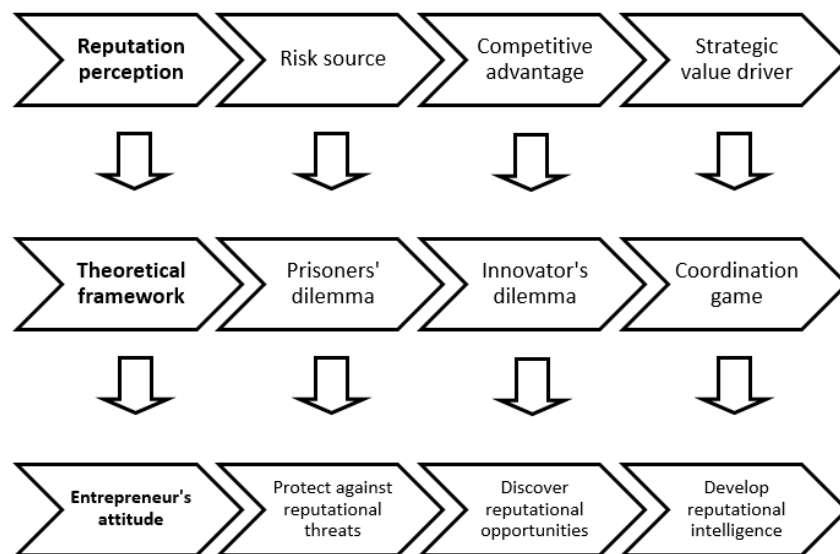 Reputation
perception
Risk source
Competitive
advantage
Strategic
value driver
Theoretical
framework
Prisoners'
dilemma
Innovator's
dilemma
Coordination
game
Entrepreneur's
attitude
Protect against
reputational
threats
Discover
reputational
opportunities
Develop
reputational
intelligence